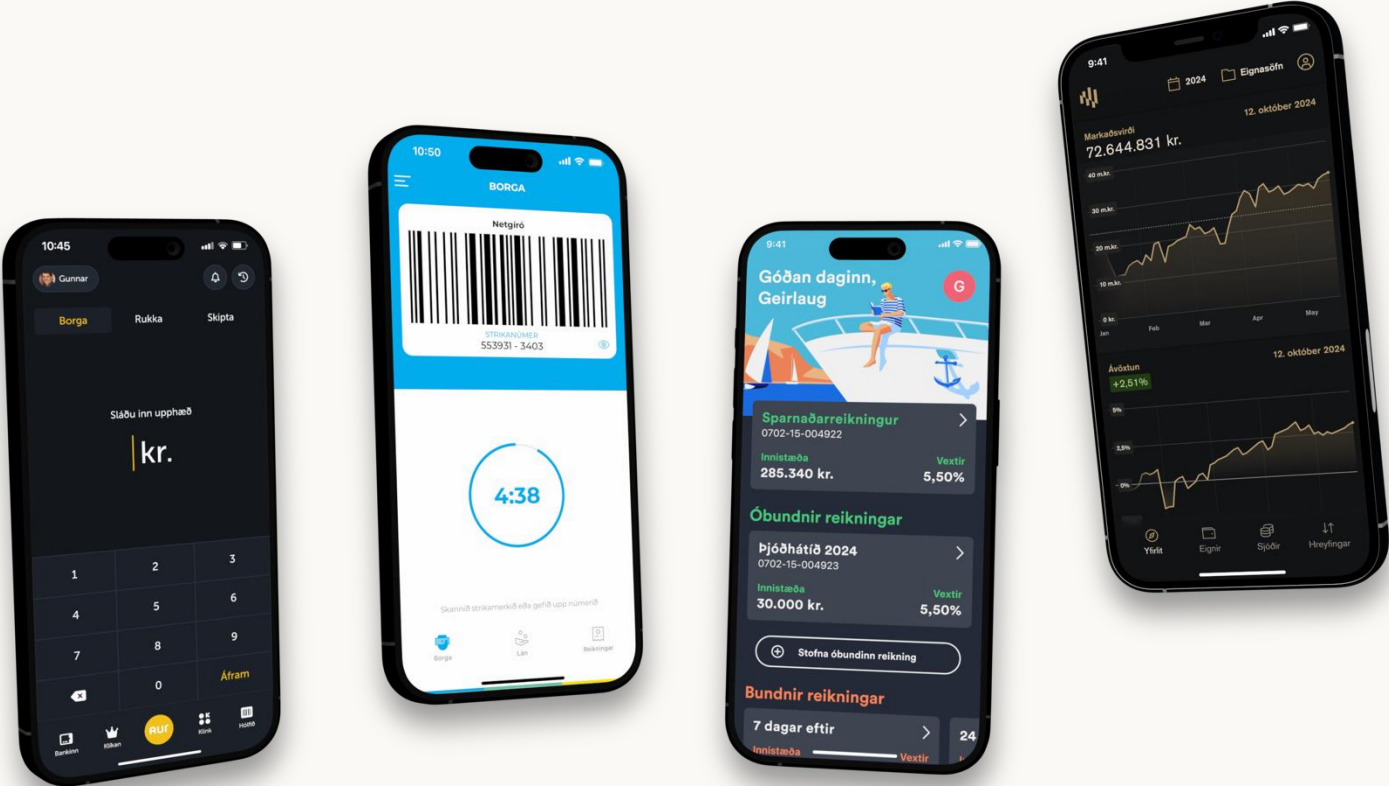 10:45
Gunnar
Borga
Rukka
Skipta
Sláðu inn upphæð
kr.
1
2
3
4
5
6
7
8
9
0
Áfram
Bankinn
Klíkan
Aur
Klink
Hólfið
10:50
BORGA
Netgíró
STRIKANÚMER
553931 - 3403
4:38
Skannið strikamerkið eða gefið upp númerið
Borga
Lán
Reikningar
9:41
Góðan daginn,
Geirlaug
G
Sparnaðarreikningur
0702-15-004922
Innistæða
Vextir
285.340 kr.
5,50%
Óbundnir reikningar
Þjóðhátíð 2024
0702-15-004923
Innistæða
Vextir
30.000 kr.
5,50%
Stofna óbundinn reikning
Bundnir reikningar
7 dagar eftir
24
Innistæða
Vextir
9:41
2024
Eignasöfn
Markaðsvirði
12. október 2024
72.644.831 kr.
40 m.kr.
30 m.kr.
20 m.kr.
10 m.kr.
0 kr.
Jan
Feb
Mar
Apr
May
Ávöxtun
12. október 2024
+2,51%
5%
2,5%
0%
Yfirlit
Eignir
Sjóðir
Hreyfingar